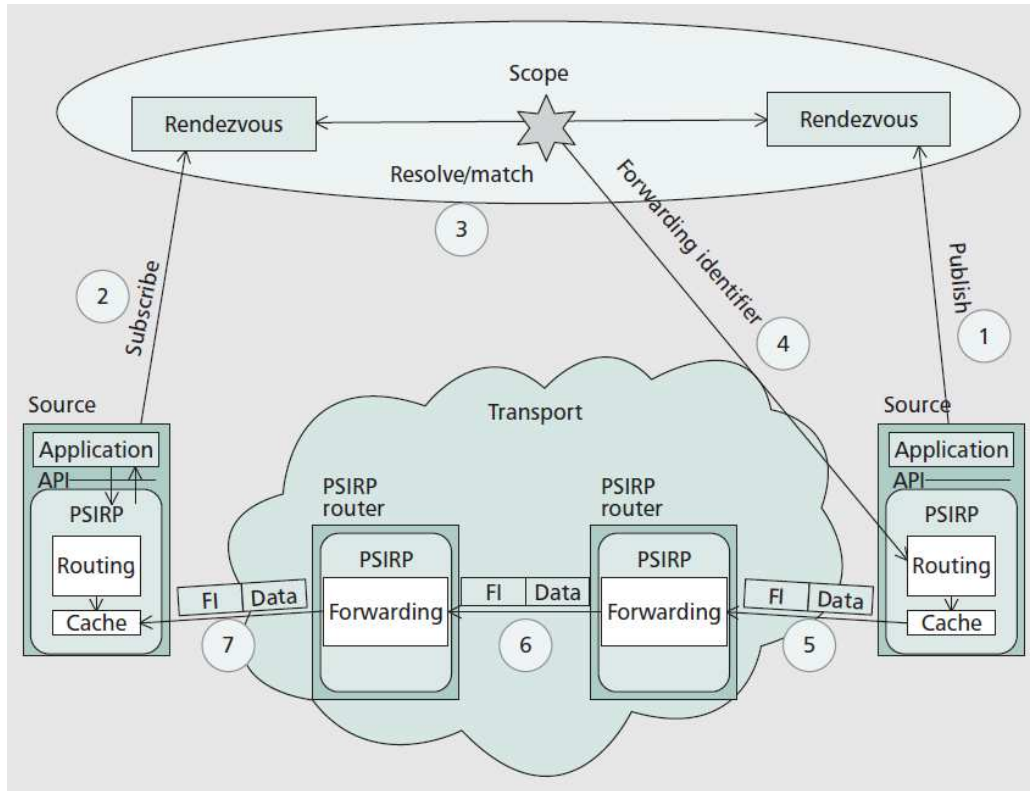 Scope
Rendezvous
Rendezvous
Resolve/match
3
Forwarding identifier
4
Subscribe
2
Publish
1
Source
Application
API
PSIRP
Routing
Cache
Transport
PSIRP
router
PSIRP
Forwarding
PSIRP
router
PSIRP
Forwarding
Source
Application
API
PSIRP
Routing
Cache
FI Data
7
FI Data
6
FI Data
5